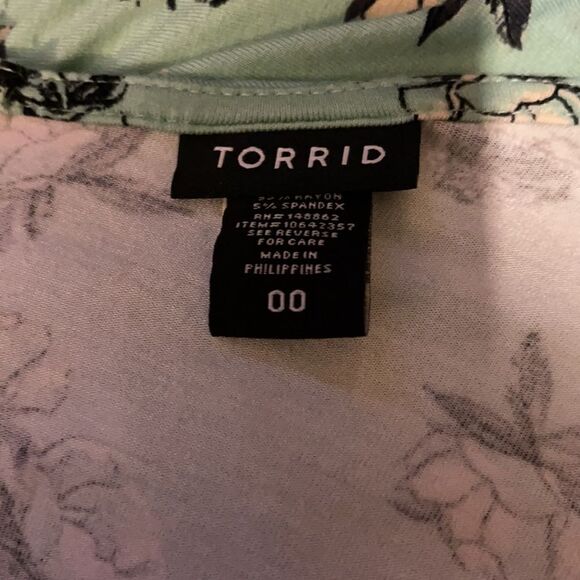 TORRID
5% SPANDEX
RN#148862
ITEM#10642357
SEE REVERSE
FOR CARE
MADE IN
PHILIPPINES
00